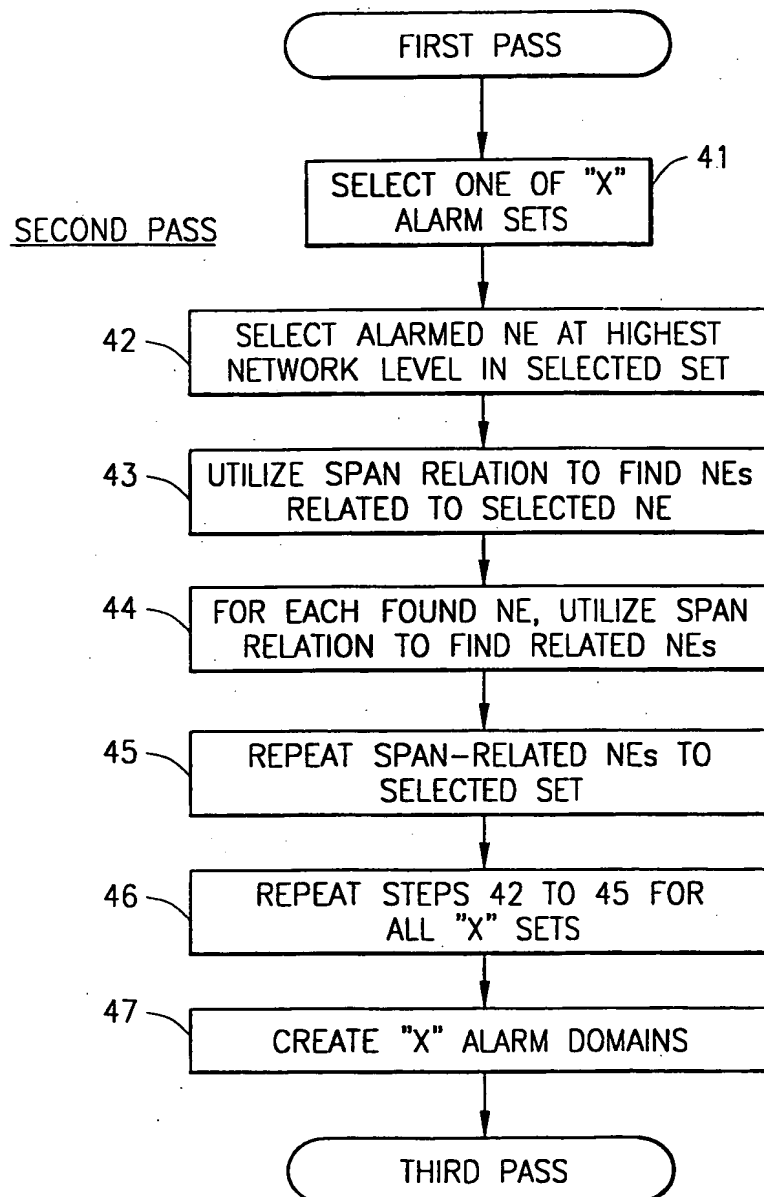 FIRST PASS
41
SELECT ONE OF "X"
ALARM SETS
SECOND PASS
42
SELECT ALARMED NE AT HIGHEST
NETWORK LEVEL IN SELECTED SET
43
UTILIZE SPAN RELATION TO FIND NEs
RELATED TO SELECTED NE
44
FOR EACH FOUND NE, UTILIZE SPAN
RELATION TO FIND RELATED NEs
45
REPEAT SPAN-RELATED NEs TO
SELECTED SET
46
REPEAT STEPS 42 TO 45 FOR
ALL "X" SETS
47
CREATE "X" ALARM DOMAINS
THIRD PASS